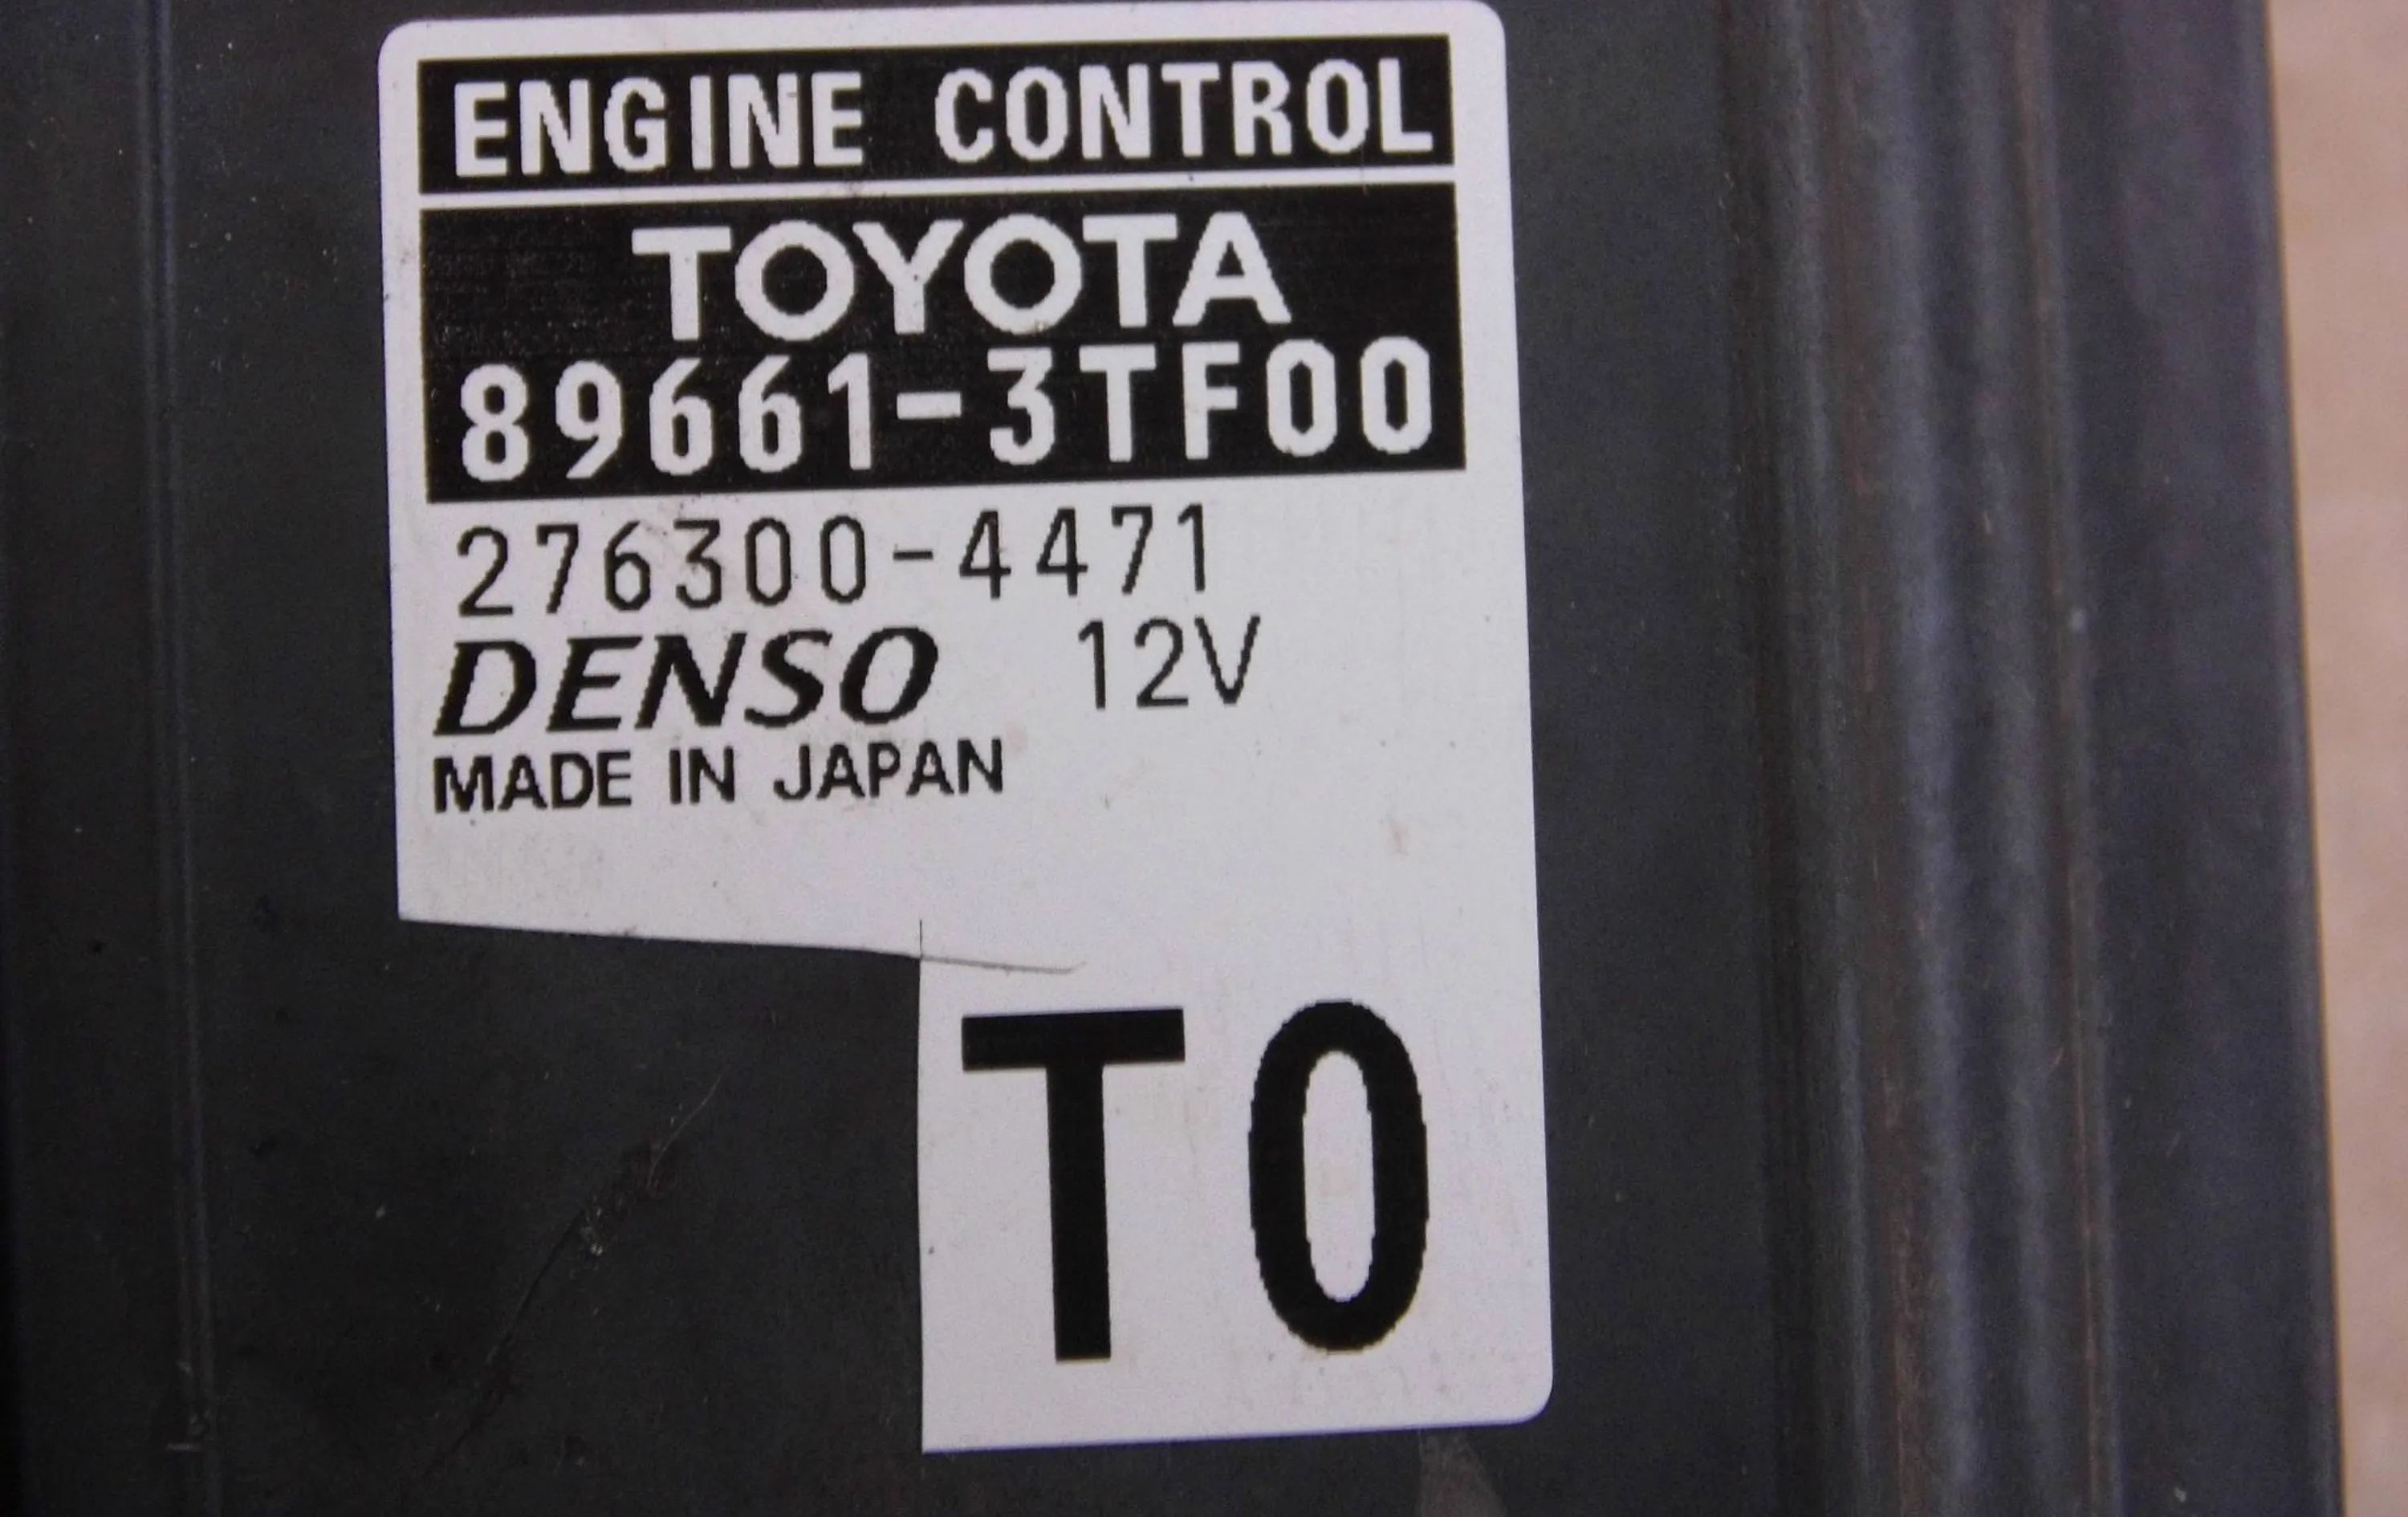 ENGINE CONTROL
TOYOTA
89661-3TF00
276300-4471
DENSO 12V
MADE IN JAPAN
T0